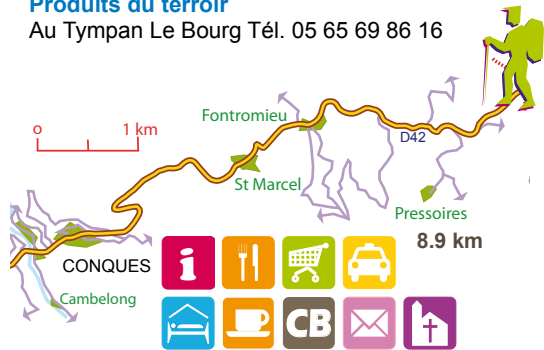 Produits du terroir
Au Tympan Le Bourg Tél. 05 65 69 86 16
Fontromieu
o 1 km
D42
St Marcel
Pressoires
8.9 km
CONQUES
i
Cambelong
CB